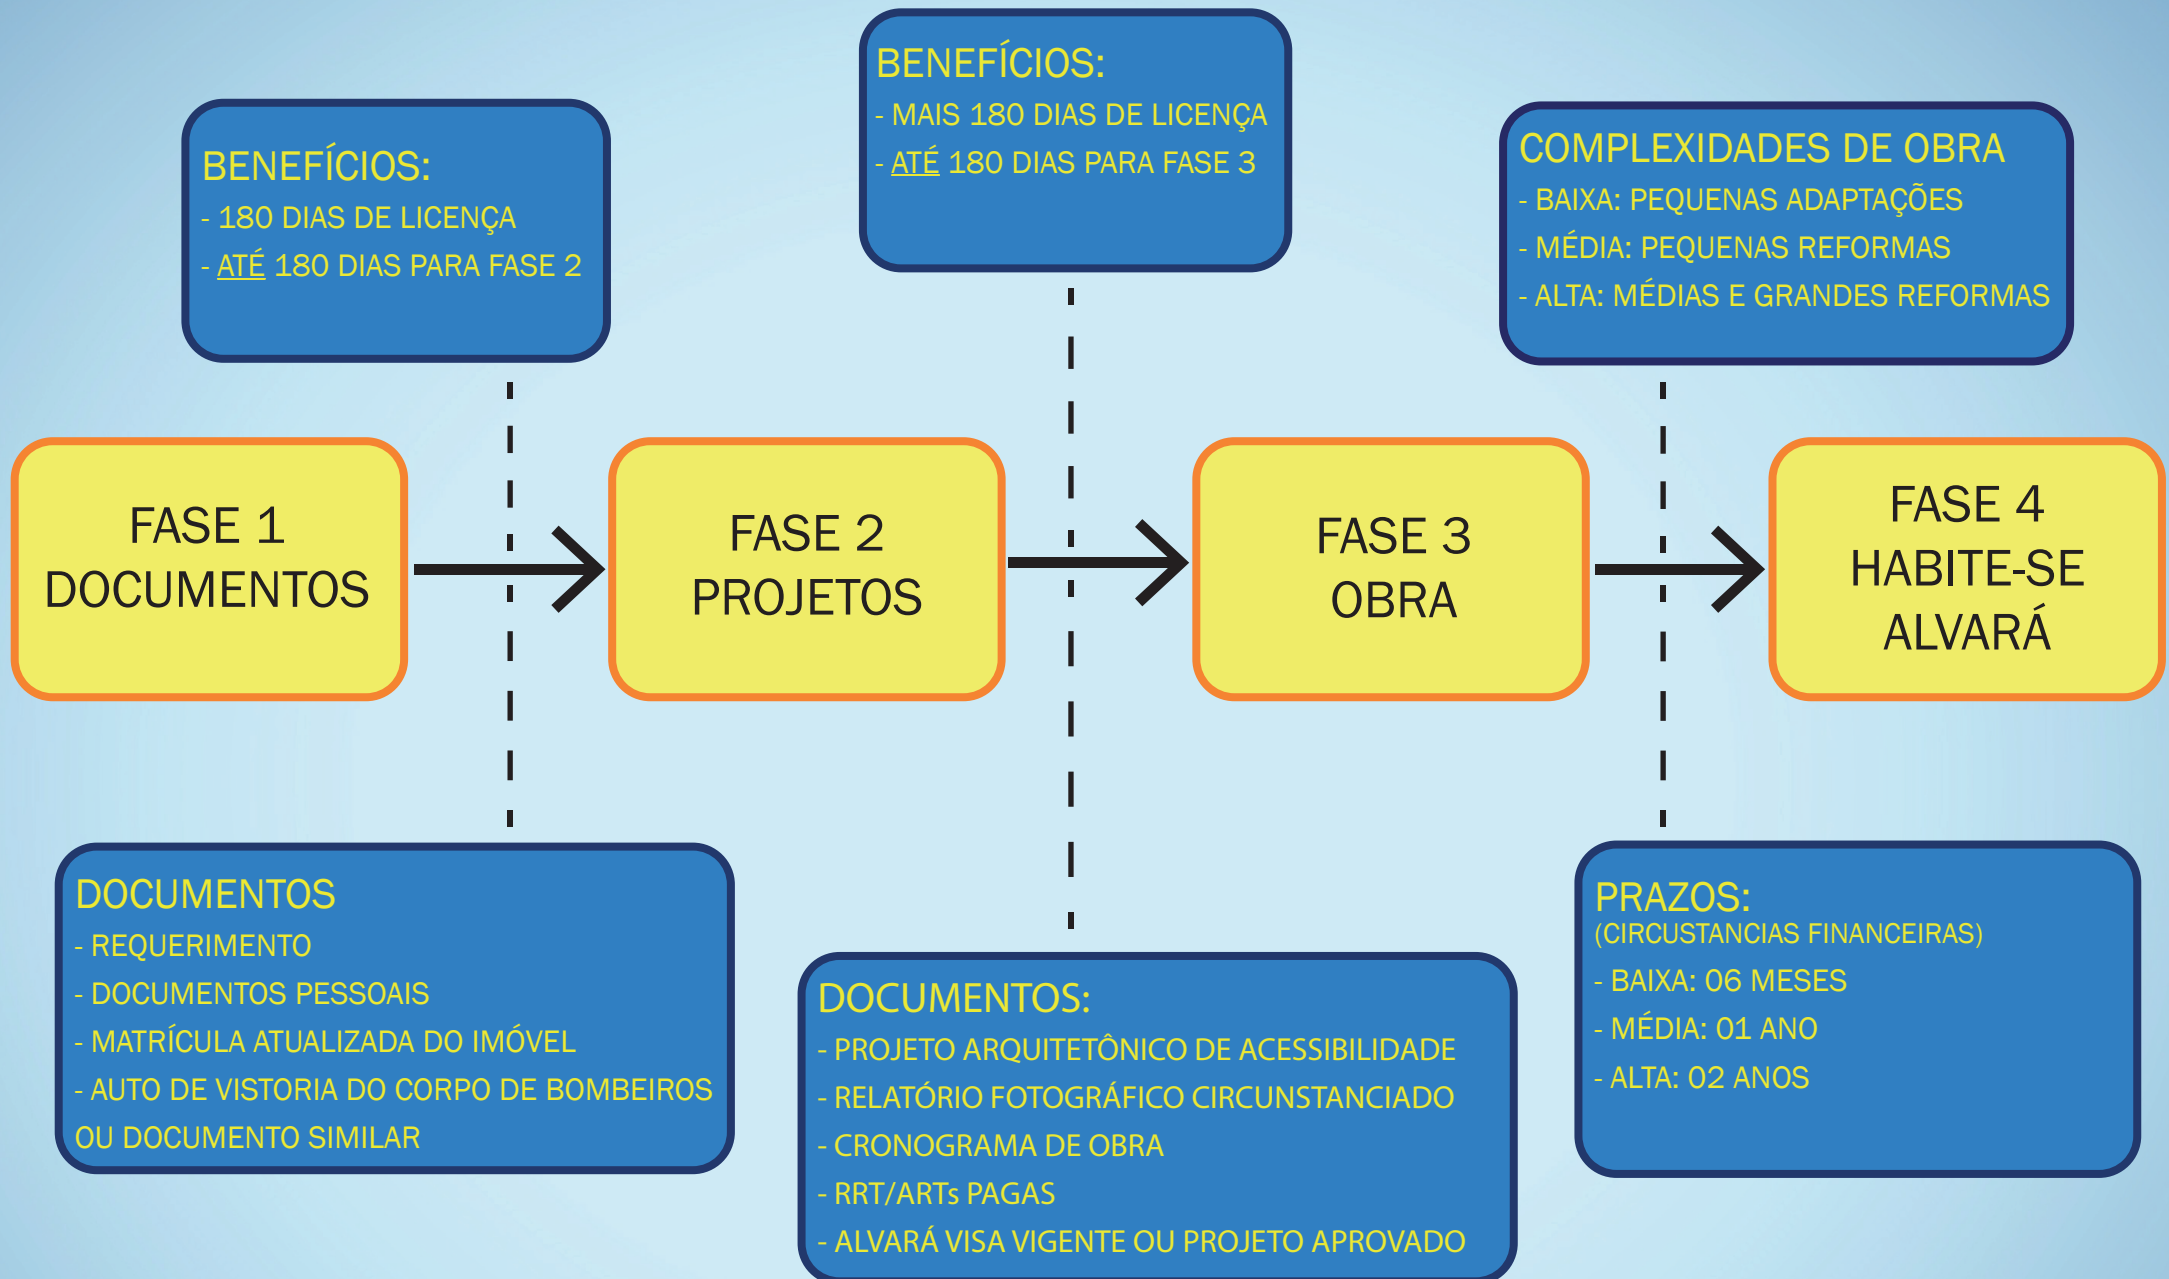 BENEFÍCIOS:
- 180 DIAS DE LICENÇA
- ATÉ 180 DIAS PARA FASE 2
BENEFÍCIOS:
- MAIS 180 DIAS DE LICENÇA
- ATÉ 180 DIAS PARA FASE 3
COMPLEXIDADES DE OBRA
- BAIXA: PEQUENAS ADAPTAÇÕES
- MÉDIA: PEQUENAS REFORMAS
- ALTA: MÉDIAS E GRANDES REFORMAS
FASE 1
DOCUMENTOS
FASE 2
PROJETOS
FASE 3
OBRA
FASE 4
HABITE-SE
ALVARÁ
DOCUMENTOS
- REQUERIMENTO
- DOCUMENTOS PESSOAIS
- MATRÍCULA ATUALIZADA DO IMÓVEL
- AUTO DE VISTORIA DO CORPO DE BOMBEIROS
OU DOCUMENTO SIMILAR
DOCUMENTOS:
- PROJETO ARQUITETÔNICO DE ACESSIBILIDADE
- RELATÓRIO FOTOGRÁFICO CIRCUNSTANCIADO
- CRONOGRAMA DE OBRA
- RRT/ARTs PAGAS
- ALVARÁ VISA VIGENTE OU PROJETO APROVADO
PRAZOS:
(CIRCUSTANCIAS FINANCEIRAS)
- BAIXA: 06 MESES
- MÉDIA: 01 ANO
- ALTA: 02 ANOS